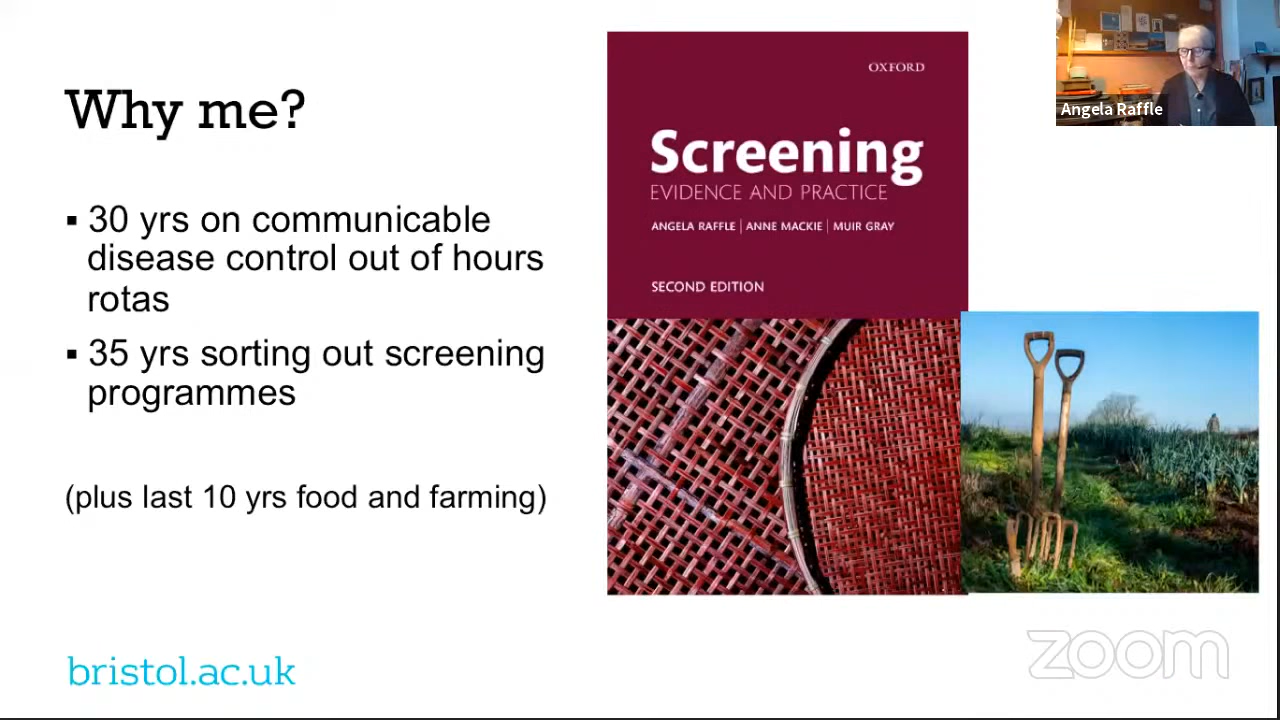 Why me?
▪ 30 yrs on communicable
disease control out of hours
rotas
▪ 35 yrs sorting out screening
programmes
(plus last 10 yrs food and farming)
bristol.ac.uk
OXFORD
Screening
EVIDENCE AND PRACTICE
ANGELA RAFFLE | ANNE MACKIE | MUIR GRAY
SECOND EDITION
Angela Raffle
zoom